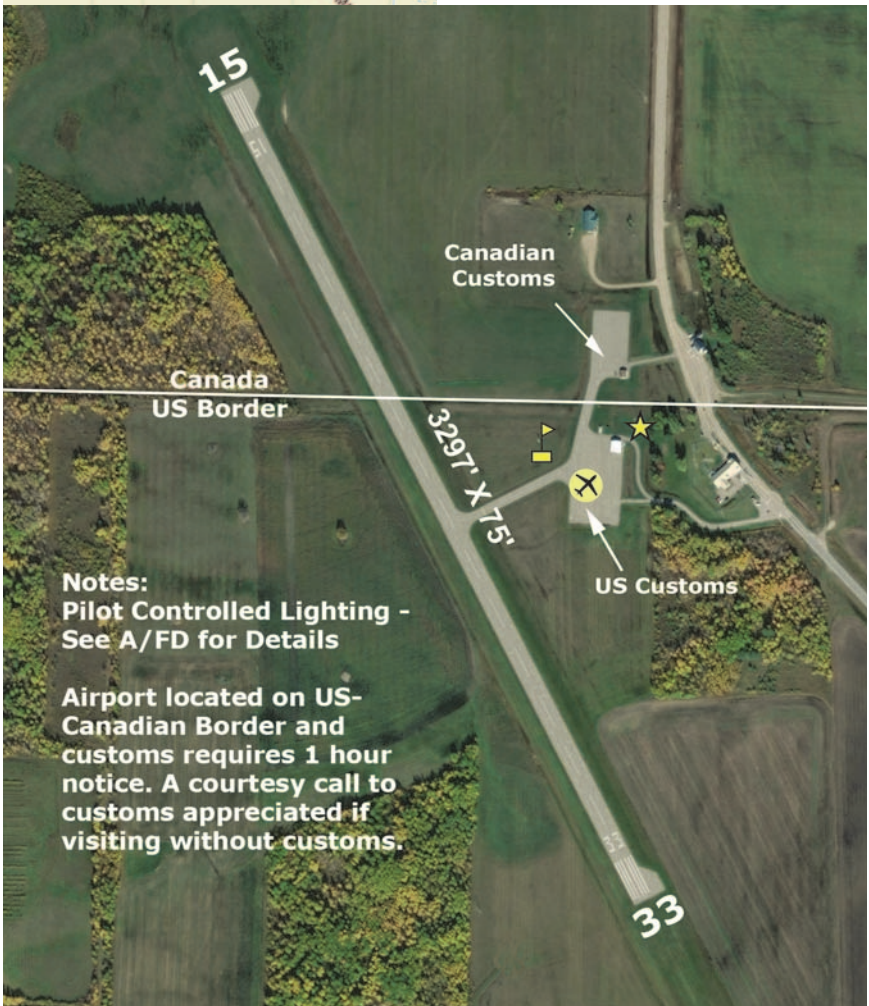 15
15
Canadian
Customs
Canada
US Border
3297' X 75'
US Customs
Notes:
Pilot Controlled Lighting -
See A/FD for Details
Airport located on US-
Canadian Border and
customs requires 1 hour
notice. A courtesy call to
customs appreciated if
visiting without customs.
33
33